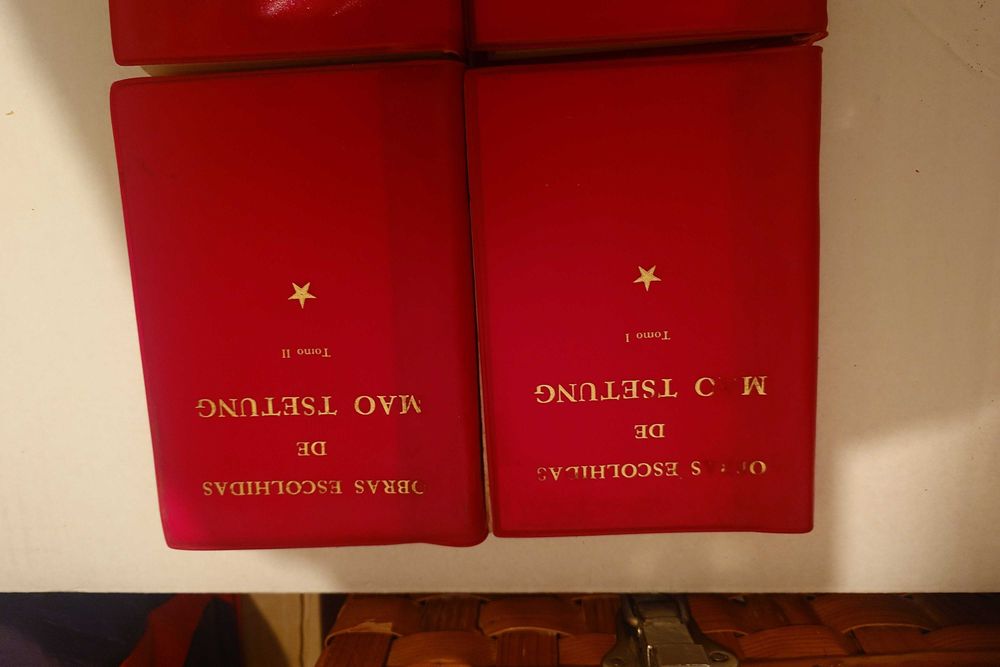 OBRAS ESCOLHIDAS
DE
MAO TSETUNG
Tomo I
OBRAS ESCOLHIDAS
DE
MAO TSETUNG
Tomo II